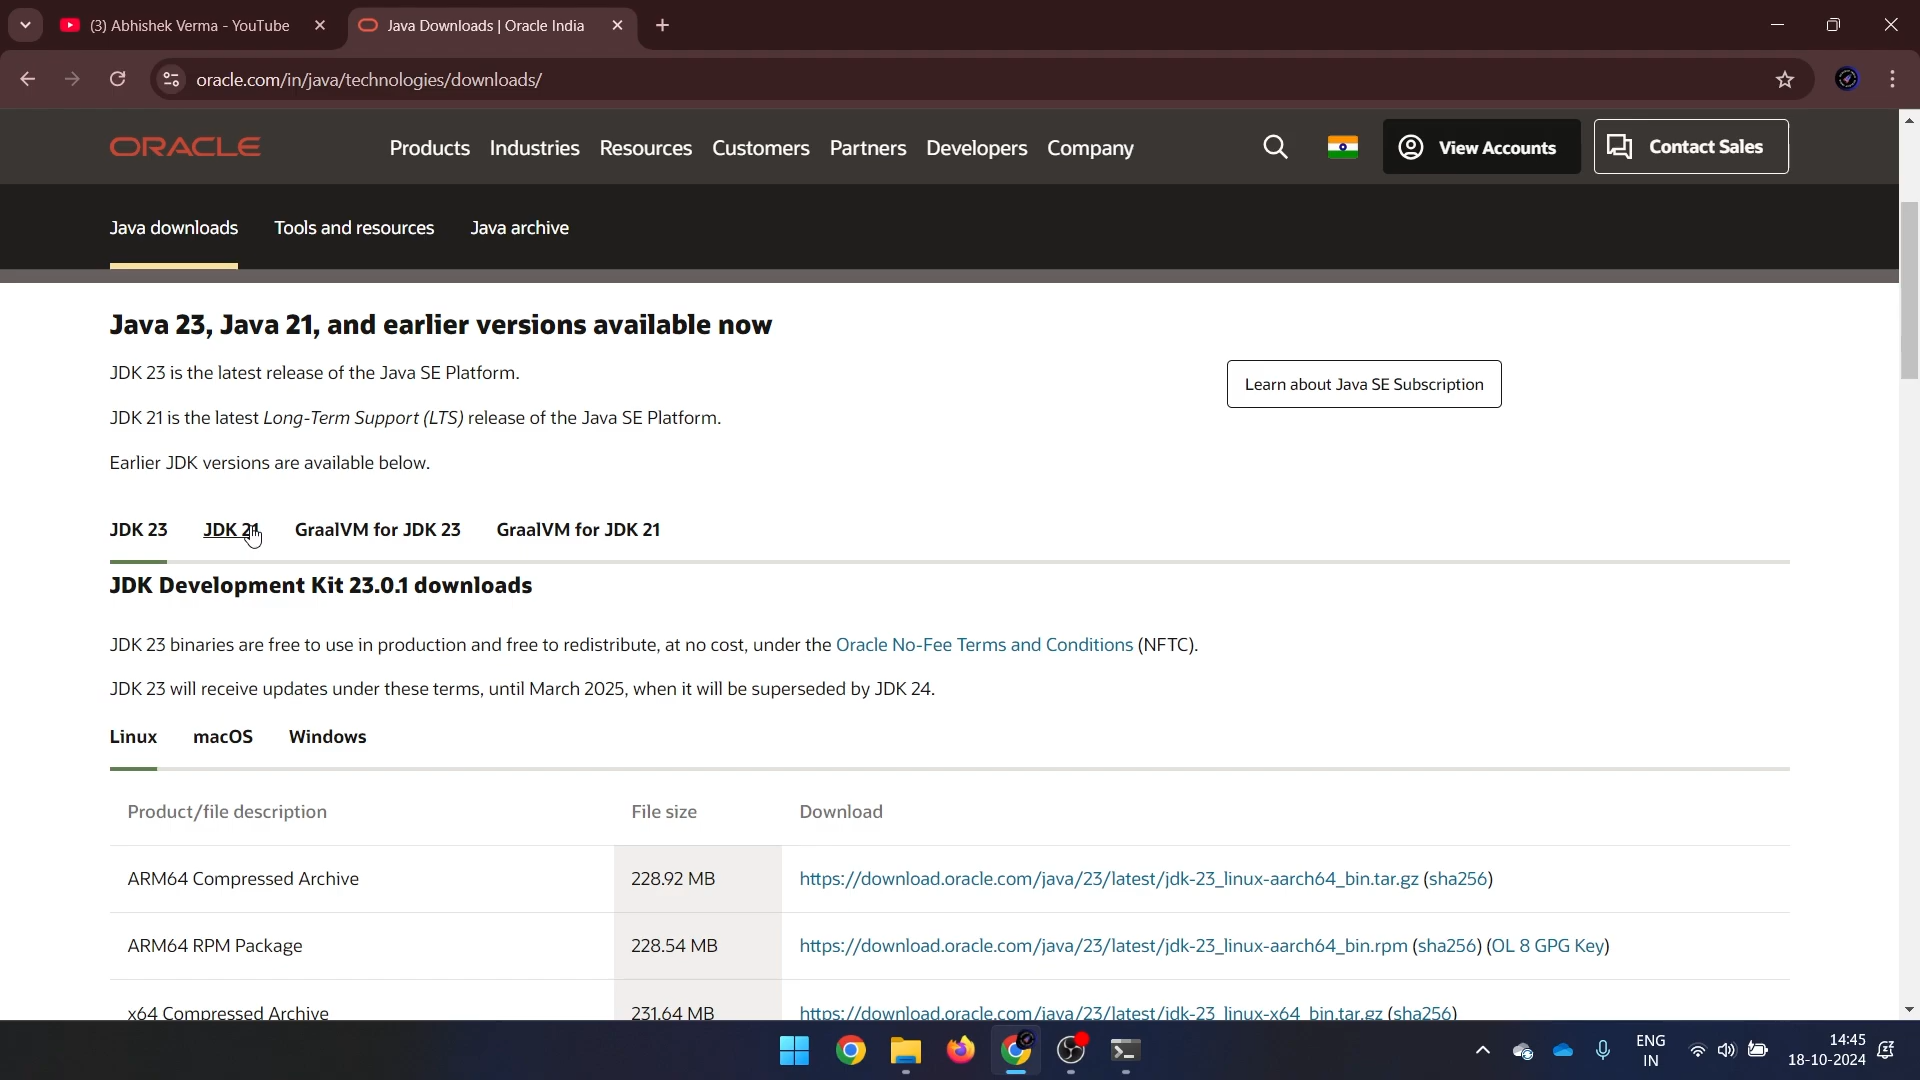 (3) Abhishek Verma - YouTube
Java Downloads | Oracle India
oracle.com/in/java/technologies/downloads/
ORACLE
Products
Industries
Resources
Customers
Partners
Developers
Company
View Accounts
Contact Sales
Java downloads
Tools and resources
Java archive
Java 23, Java 21, and earlier versions available now
JDK 23 is the latest release of the Java SE Platform.
Learn about Java SE Subscription
JDK 21 is the latest Long-Term Support (LTS) release of the Java SE Platform.
Earlier JDK versions are available below.
JDK 23
JDK 21
GraalVM for JDK 23
GraalVM for JDK 21
JDK Development Kit 23.0.1 downloads
JDK 23 binaries are free to use in production and free to redistribute, at no cost, under the Oracle No-Fee Terms and Conditions (NFTC).
JDK 23 will receive updates under these terms, until March 2025, when it will be superseded by JDK 24.
Linux
macOS
Windows
Product/file description
File size
Download
ARM64 Compressed Archive
228.92 MB
https://download.oracle.com/java/23/latest/jdk-23_linux-aarch64_bin.tar.gz (sha256)
ARM64 RPM Package
228.54 MB
https://download.oracle.com/java/23/latest/jdk-23_linux-aarch64_bin.rpm (sha256) (OL 8 GPG Key)
x64 Compressed Archive
231.64 MB
https://download.oracle.com/java/23/latest/jdk-23_linux-x64_bin.tar.gz (sha256)
ENG
IN
14:45
18-10-2024